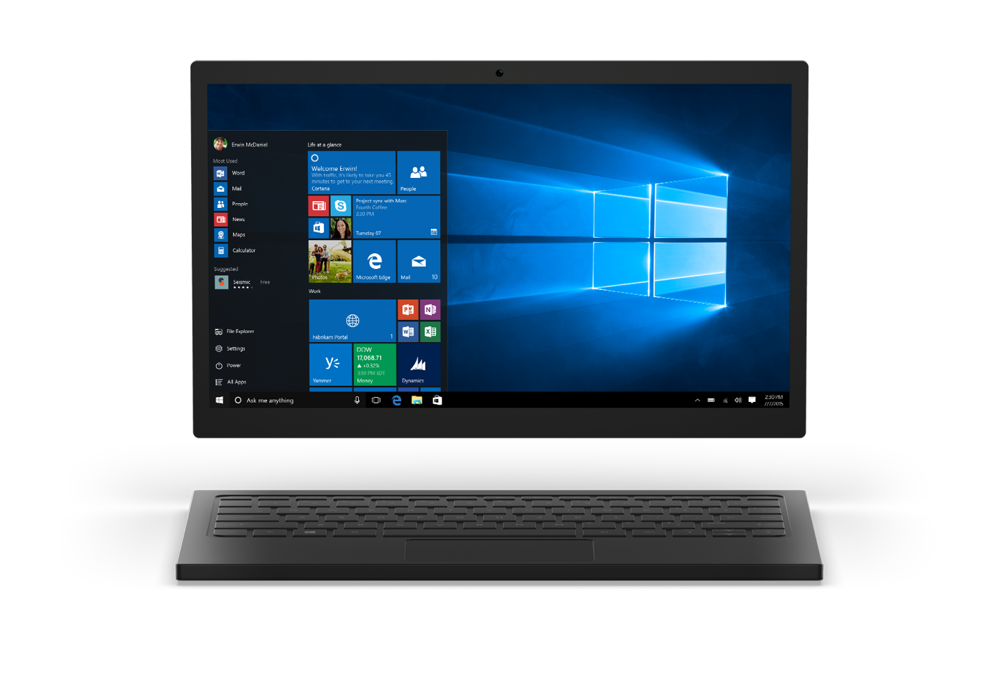 Erwin McDaniel
Most Used
Word
Mail
People
News
Maps
Calculator
Suggested
Seismic Free
File Explorer
Settings
Power
All Apps
Life at a glance
Welcome Erwin!
With traffic, it's likely to take you 45
minutes to get to your next meeting.
Cortana
People
Project sync with Marc
Fourth Coffee
3:30 PM
Tuesday 07
Photos
Microsoft Edge
Mail 10
Work
Fabrikam Portal 1
Yammer
DOW
17,068.71
▲ +0.32%
3:59 PM EDT
Money
Dynamics
Ask me anything
2:30 PM
7/7/2015